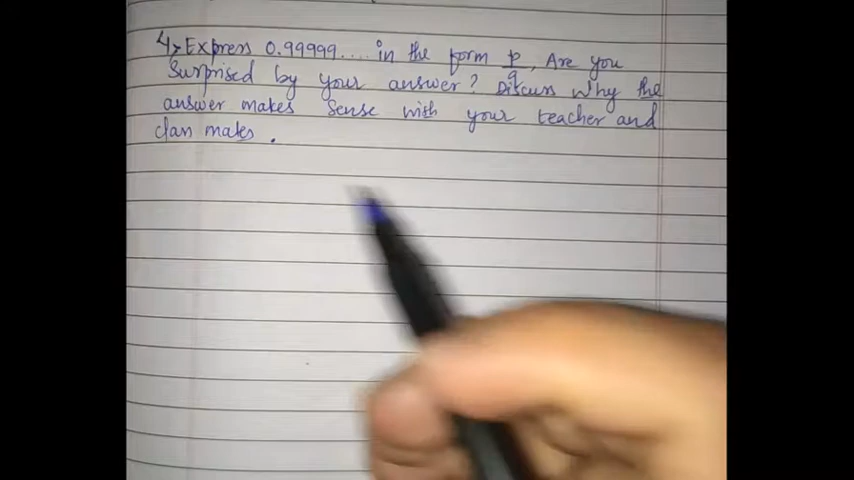 4> Express 0.99999.... in the form p/q. Are you
Surprised by your answer? Discuss why the
answer makes sense with your teacher and
class mates.